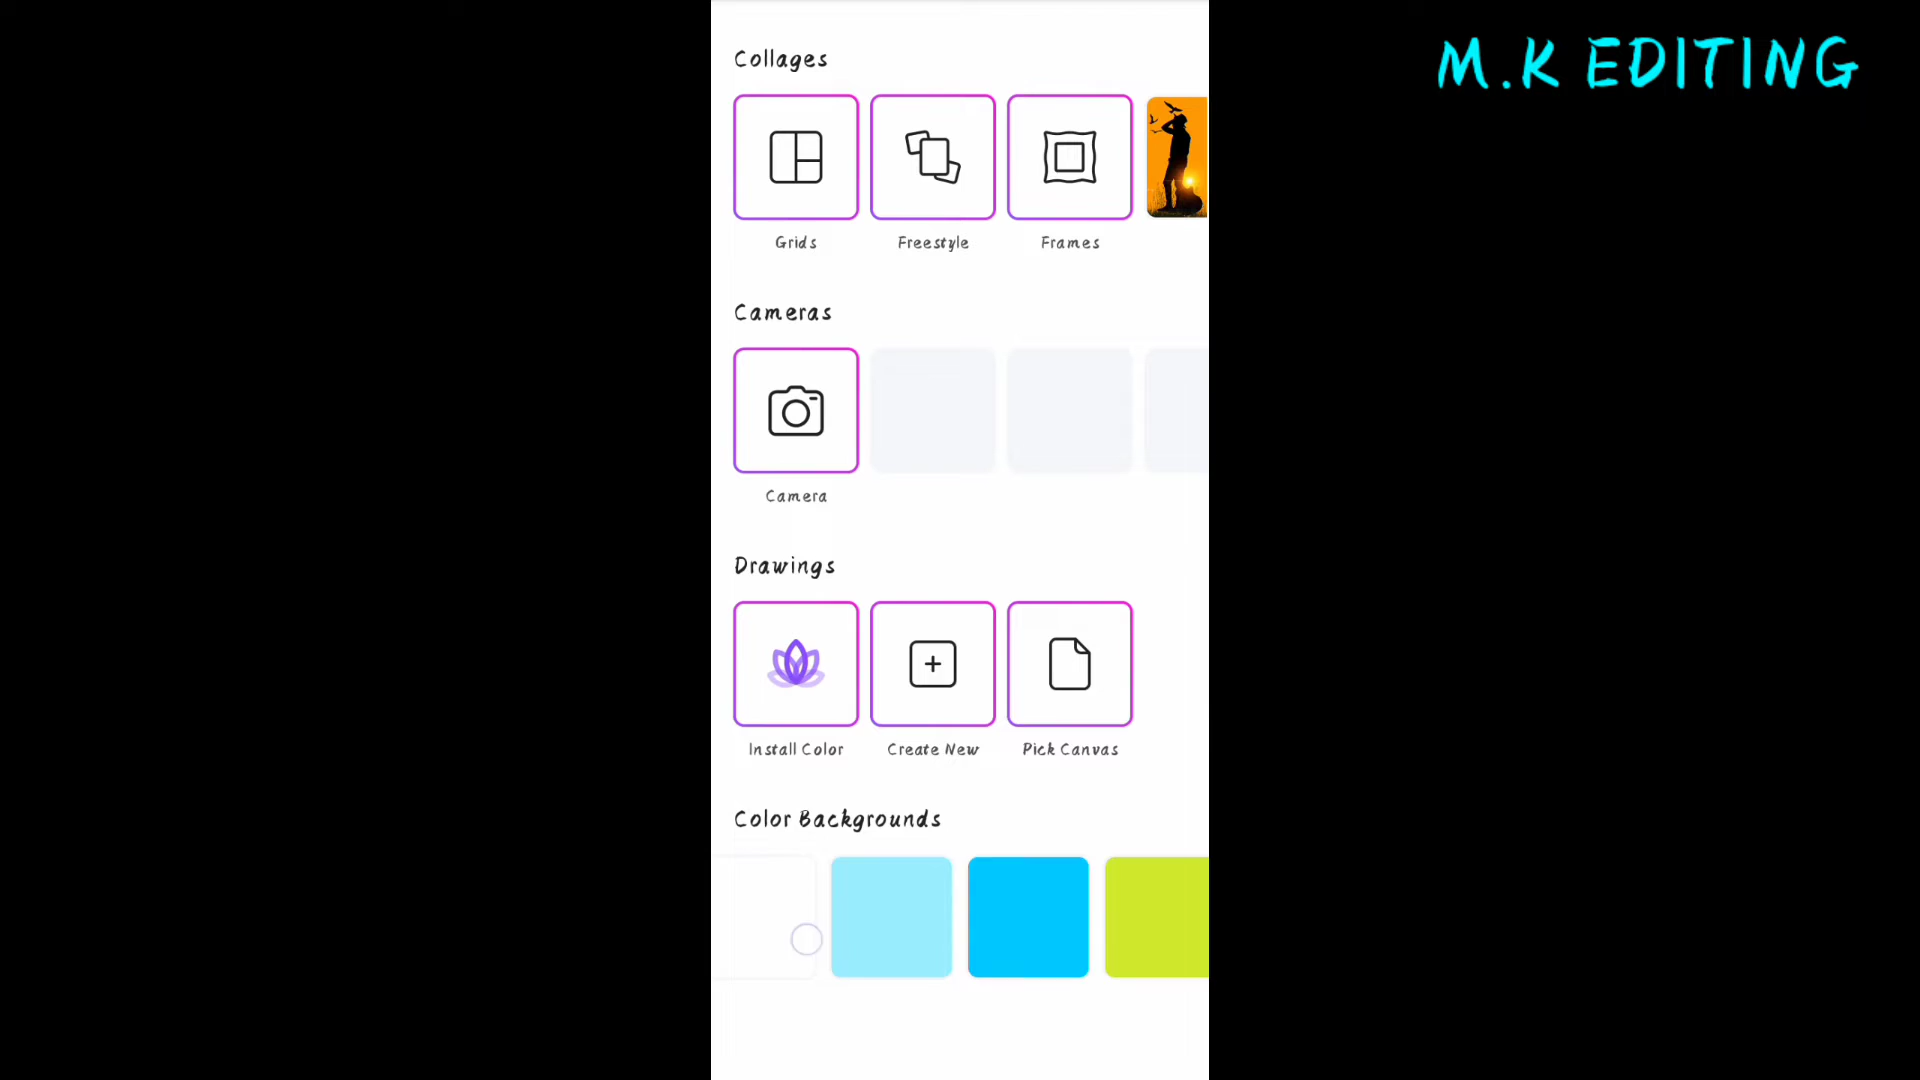 M.K EDITING
Collages
Grids Freestyle Frames
Cameras
Camera
Drawings
Install Color Create New Pick Canvas
Color Backgrounds